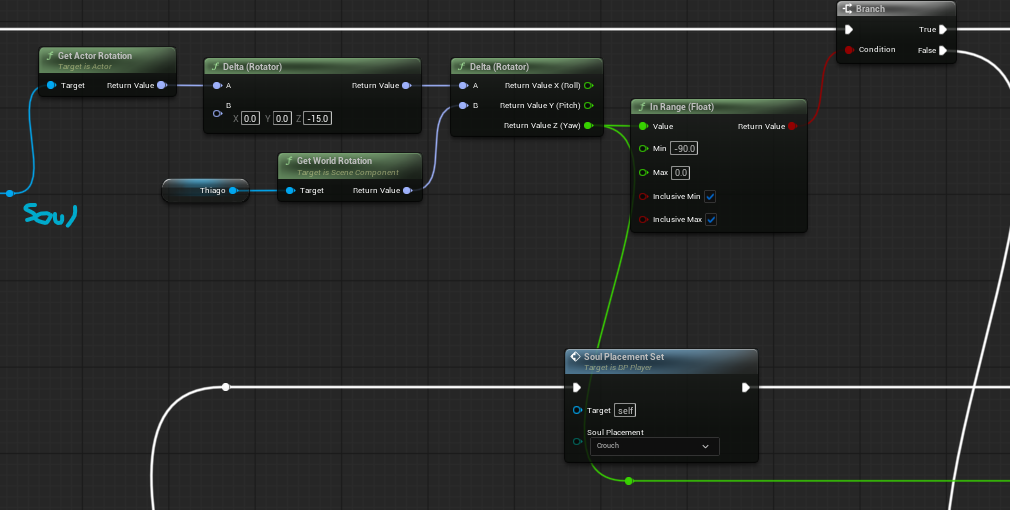 Branch
True
Condition False
Get Actor Rotation
Target is Actor
Target Return Value
Delta (Rotator)
A Return Value
B
X 0.0 Y 0.0 Z -15.0
Delta (Rotator)
A Return Value X (Roll)
B Return Value Y (Pitch)
Return Value Z (Yaw)
In Range (Float)
Value Return Value
Min -90.0
Max 0.0
Inclusive Min
Inclusive Max
Get World Rotation
Target is Scene Component
Target Return Value
Thiago
Soul
Soul Placement Set
Target is BP Player
Target self
Soul Placement
Crouch